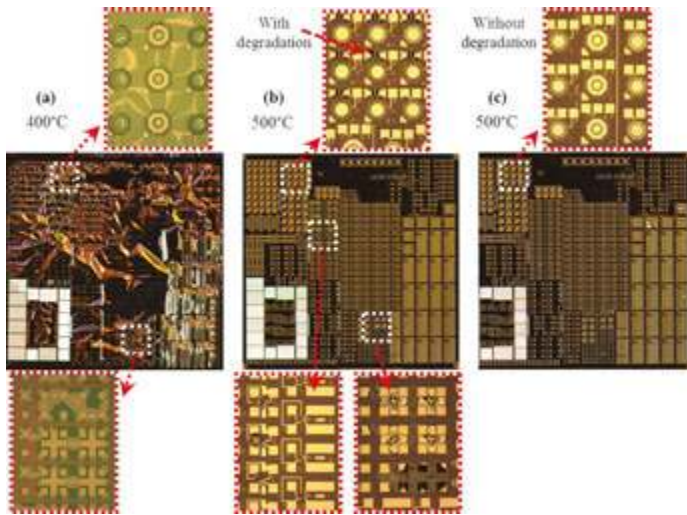 With
degradation
Without
degradation
(a)
400°C
(b)
500°C
(c)
500°C